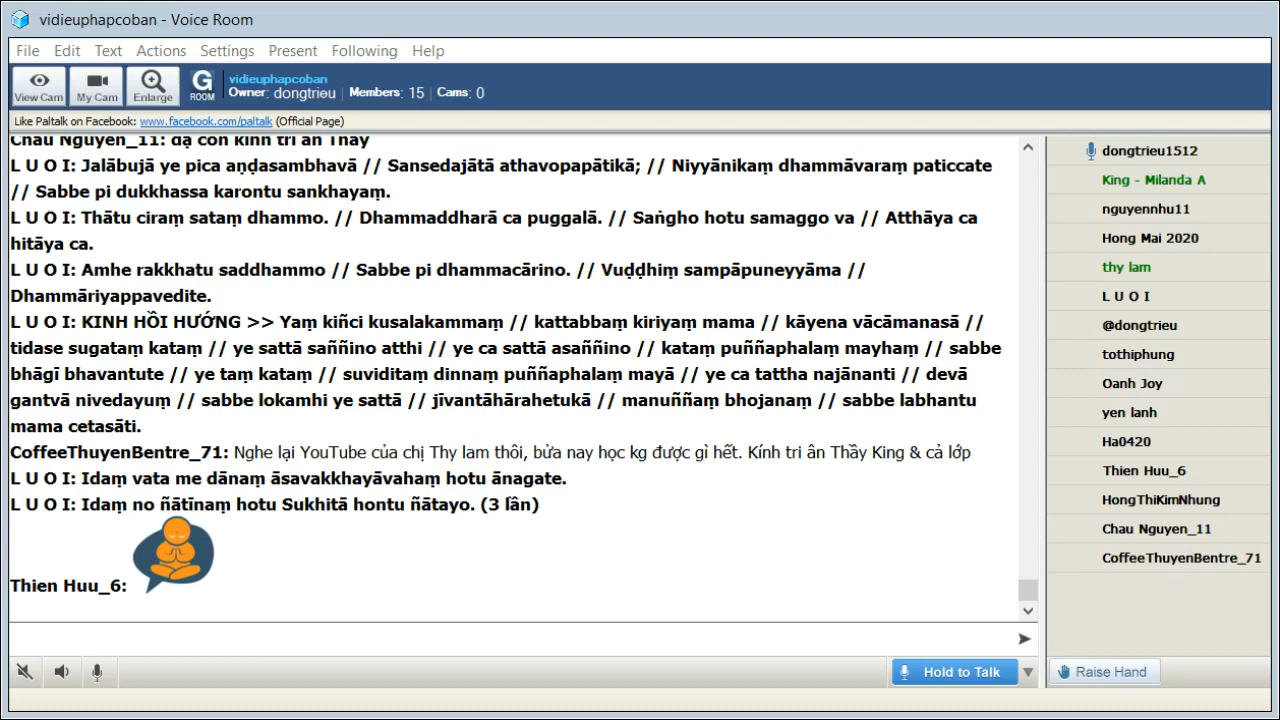 vidieuphapcoban - Voice Room
File Edit Text Actions Settings Present Following Help
View Cam My Cam Enlarge G ROOM
vidieuphapcoban
Owner: dongtrieu | Members: 15 | Cams: 0
Like Paltalk on Facebook: www.facebook.com/paltalk (Official Page)
Chau Nguyen_11: dạ con kính tri ân Thầy
L U O I: Jalābujā ye pica aṇḍasambhavā // Sansedajātā athavopapātikā; // Niyyānikaṃ dhammāvaraṃ paticcate
// Sabbe pi dukkhassa karontu sankhayaṃ.
L U O I: Thātu ciraṃ sataṃ dhammo. // Dhammaddharā ca puggalā. // Saṅgho hotu samaggo va // Atthāya ca
hitāya ca.
L U O I: Amhe rakkhatu saddhammo // Sabbe pi dhammacārino. // Vuḍḍhiṃ sampāpuneyyāma //
Dhammāriyappavedite.
L U O I: KINH HỒI HƯỚNG >> Yaṃ kiñci kusalakammaṃ // kattabbaṃ kiriyaṃ mama // kāyena vācāmanasā //
tidase sugataṃ kataṃ // ye sattā saññino atthi // ye ca sattā asaññino // kataṃ puññaphalaṃ mayhaṃ // sabbe
bhāgī bhavantute // ye taṃ kataṃ // suviditaṃ dinnaṃ puññaphalaṃ mayā // ye ca tattha najānanti // devā
gantvā nivedayuṃ // sabbe lokamhi ye sattā // jīvantāhārahetukā // manuññaṃ bhojanaṃ // sabbe labhantu
mama cetasāti.
CoffeeThuyenBentre_71: Nghe lại YouTube của chị Thy lam thôi, bửa nay học kg được gì hết. Kính tri ân Thầy King & cả lớp
L U O I: Idaṃ vata me dānaṃ āsavakkhayāvahaṃ hotu ānagate.
L U O I: Idaṃ no ñātīnaṃ hotu Sukhitā hontu ñātayo. (3 lần)
Thien Huu_6:
Hold to Talk
dongtrieu1512
King - Milanda A
nguyennhu11
Hong Mai 2020
thy lam
L U O I
@dongtrieu
tothiphung
Oanh Joy
yen lanh
Ha0420
Thien Huu_6
HongThiKimNhung
Chau Nguyen_11
CoffeeThuyenBentre_71
Raise Hand